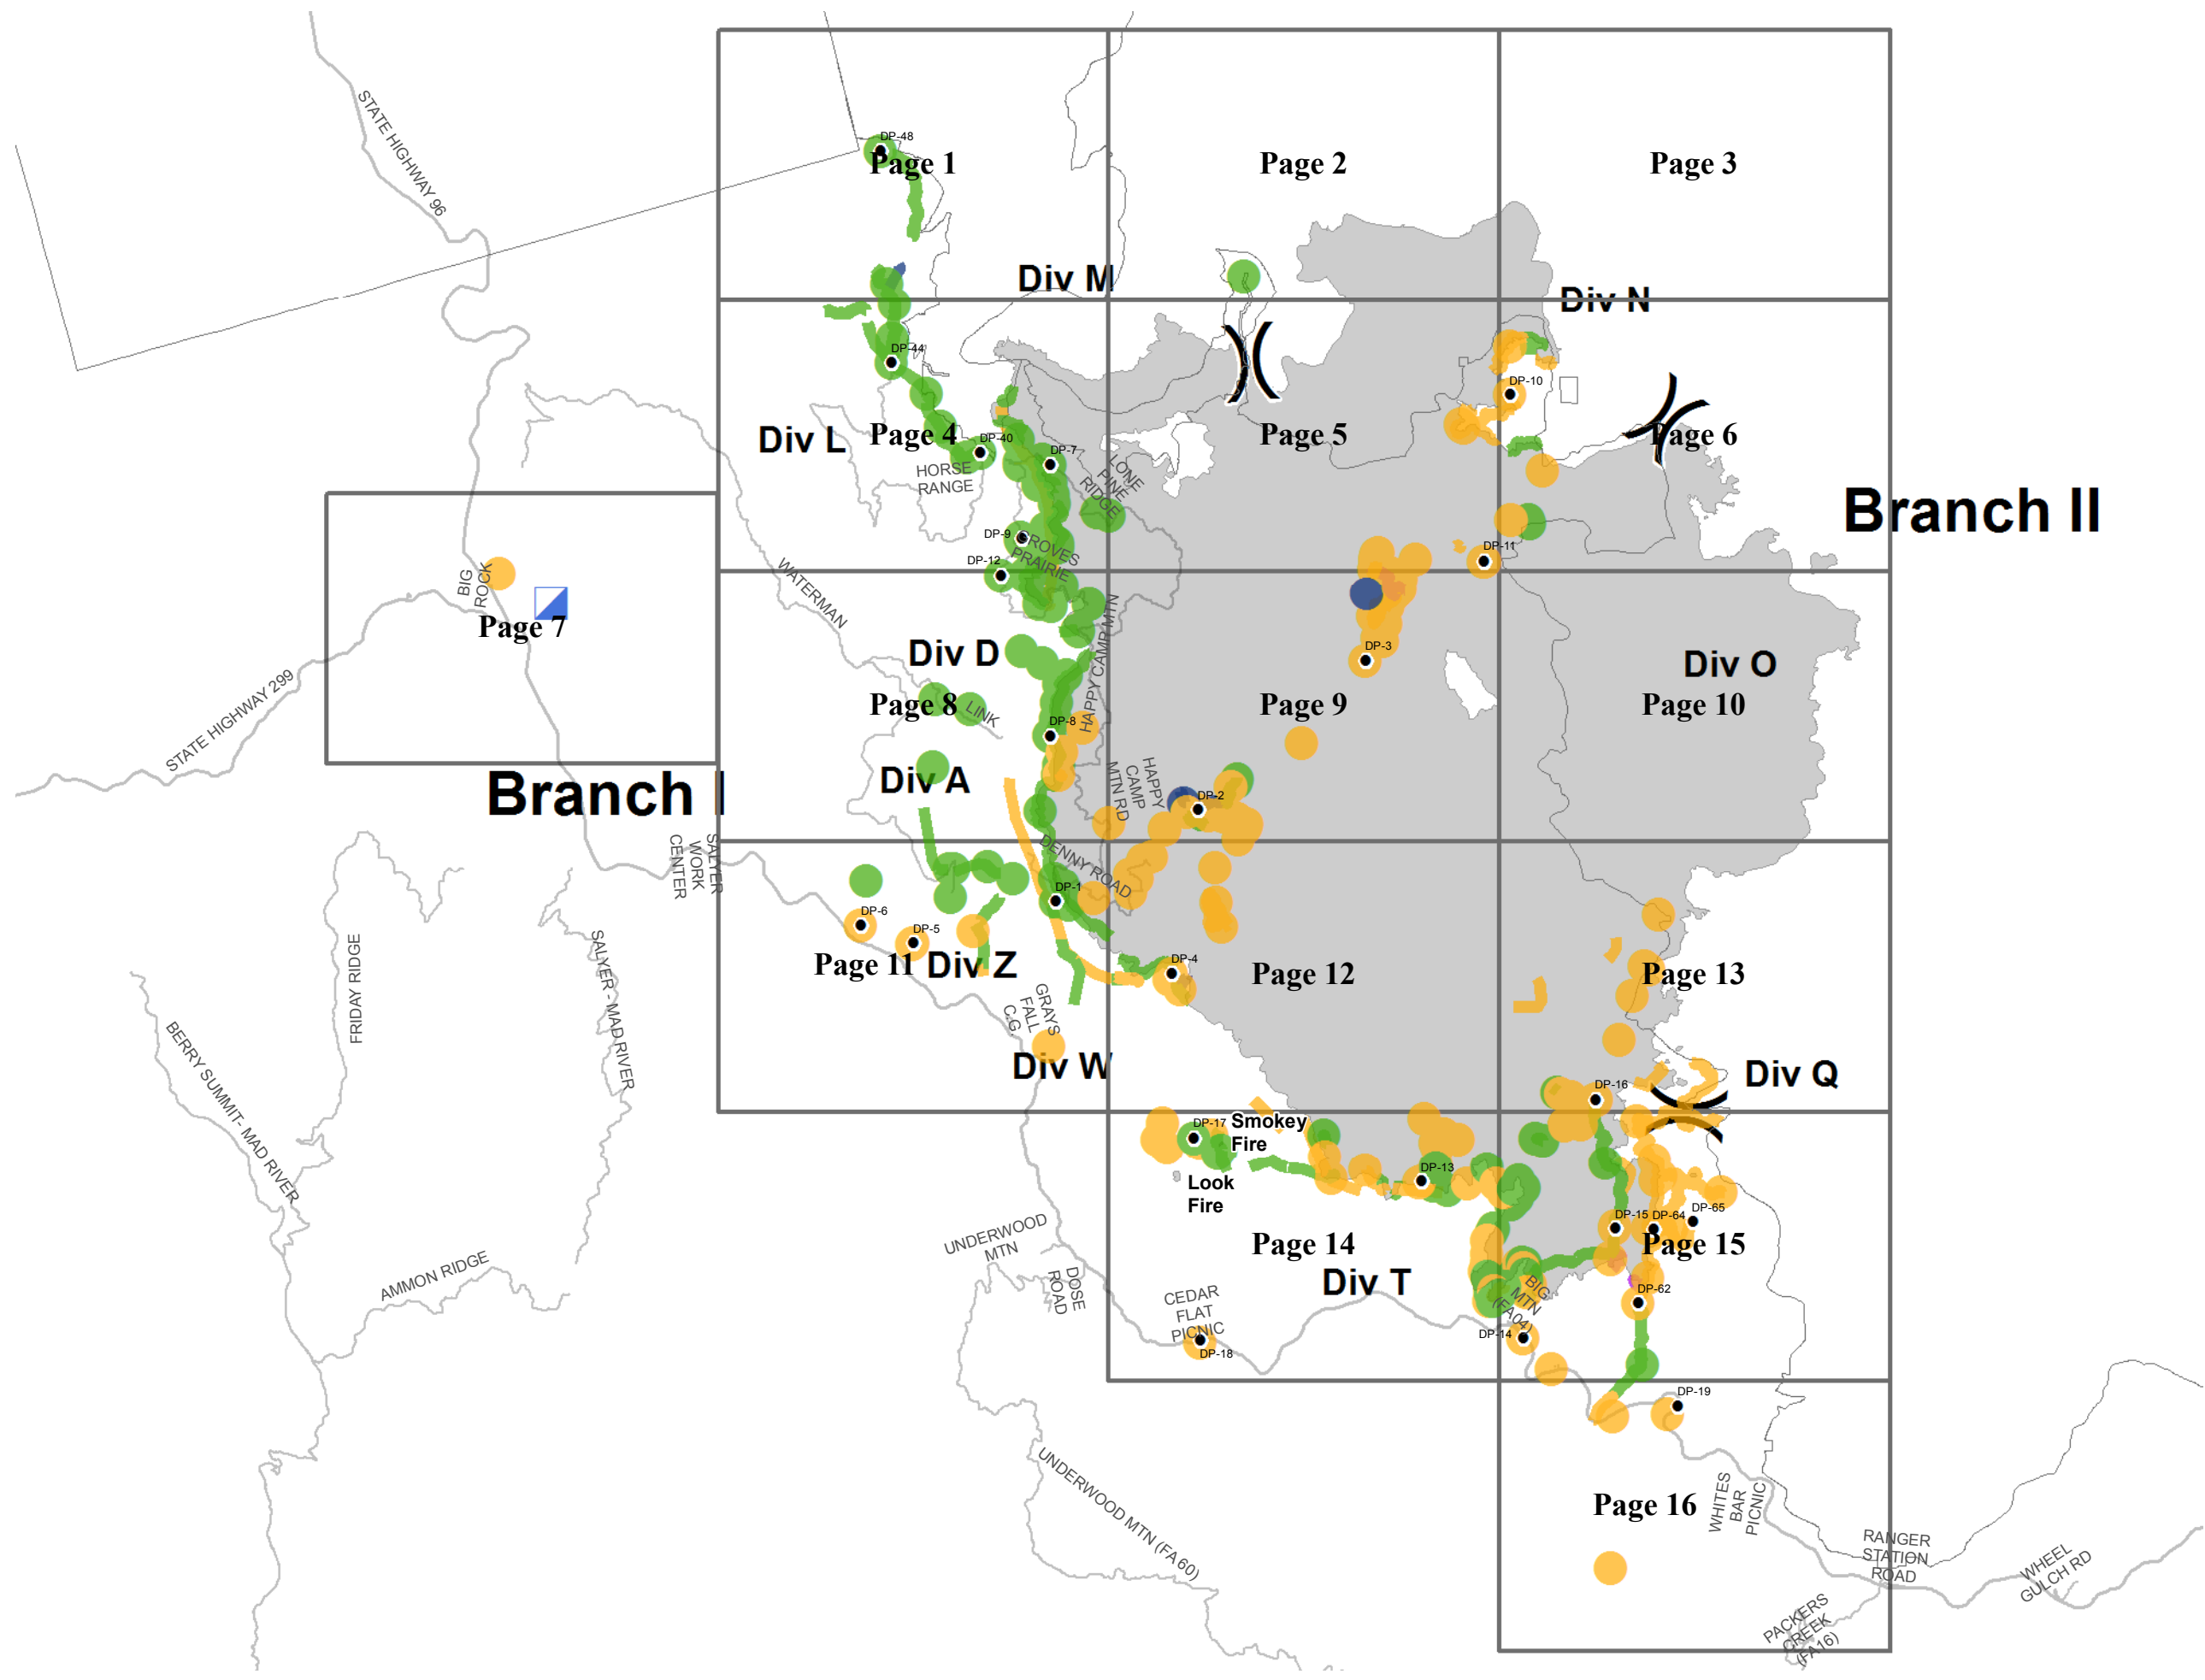 STATE HIGHWAY 96
DP-48
Page 1
Page 2
Page 3
Div M
Div N
DP-44
DP-10
Div L
Page 4
DP-40
DP-7
Page 5
Page 6
HORSE
RANGE
LONE
PINE
RIDGE
Branch II
DP-9
GROVES
PRAIRIE
DP-12
DP-11
BIG
ROCK
Page 7
WATERMAN
HAPPY CAMP MTN
Div D
DP-3
Div O
STATE HIGHWAY 299
Page 8
LINK
DP-8
Page 9
Page 10
Branch I
Div A
HAPPY
CAMP
MTN RD
DP-2
SALYER
WORK
CENTER
DENNY ROAD
DP-1
DP-6
DP-5
Page 11
Div Z
DP-4
Page 12
Page 13
FRIDAY RIDGE
SALYER - MAD RIVER
GRAYS
FALL
C.G
BERRY SUMMIT- MAD RIVER
Div W
Div Q
DP-16
DP-17
Smokey
Fire
Look
Fire
DP-13
UNDERWOOD
MTN
DOSE
ROAD
Page 14
Div T
DP-15
DP-64
DP-65
Page 15
AMMON RIDGE
CEDAR
FLAT
PICNIC
DP-18
BIG
MTN
(FA04)
DP-62
DP-14
DP-19
UNDERWOOD MTN (FA 60)
Page 16
WHITES
BAR
PICNIC
RANGER
STATION
ROAD
WHEEL
GULCH RD
PACKERS
CREEK
(FA16)